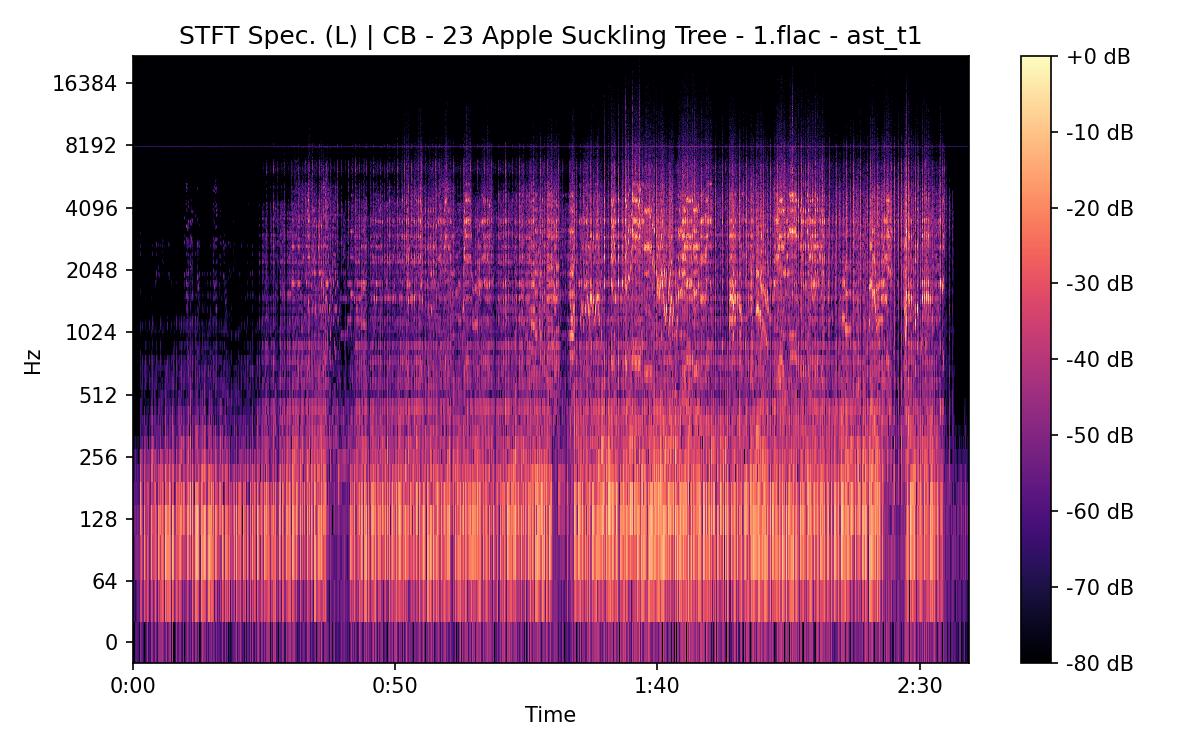 STFT Spec. (L) | CB - 23 Apple Suckling Tree - 1.flac - ast_t1
16384
8192
4096
2048
1024
512
256
128
64
0
Hz
0:00
0:50
1:40
2:30
Time
+0 dB
-10 dB
-20 dB
-30 dB
-40 dB
-50 dB
-60 dB
-70 dB
-80 dB